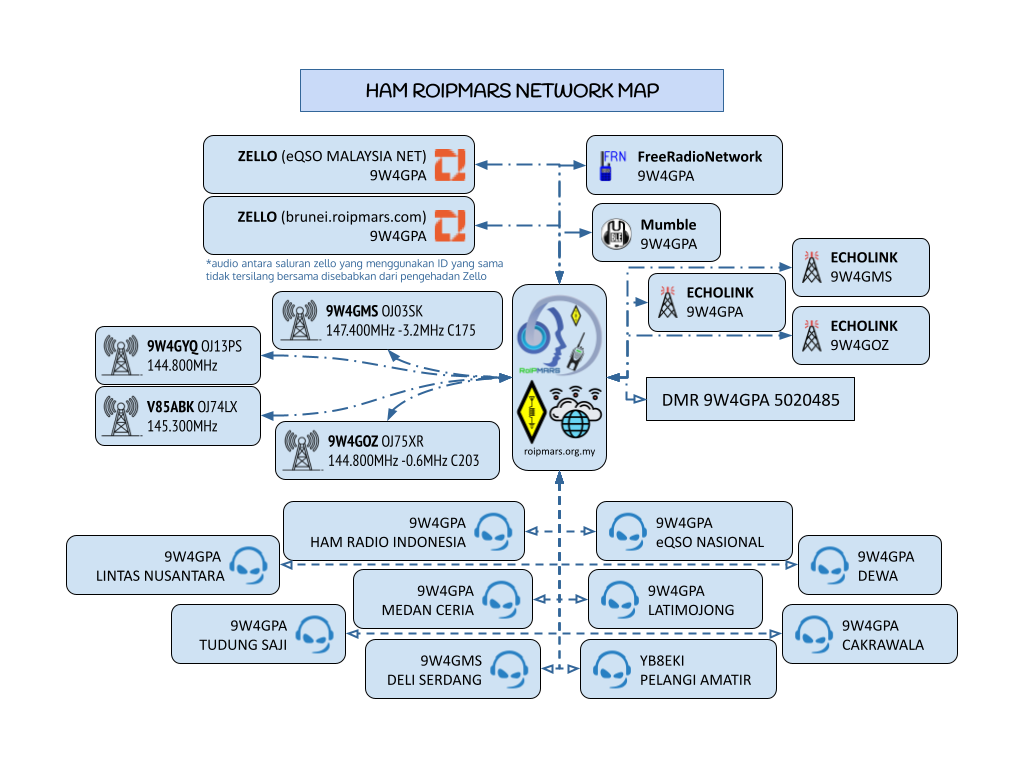 HAM ROIPMARS NETWORK MAP
ZELLO (eQSO MALAYSIA NET)
9W4GPA
FRN
FreeRadioNetwork
9W4GPA
ZELLO (brunei.roipmars.com)
9W4GPA
Mumble
9W4GPA
*audio antara saluran zello yang menggunakan ID yang sama
tidak tersilang bersama disebabkan dari pengehadan Zello
ECHOLINK
9W4GMS
ECHOLINK
9W4GPA
ECHOLINK
9W4GOZ
9W4GMS OJ03SK
147.400MHz -3.2MHz C175
9W4GYQ OJ13PS
144.800MHz
V85ABK OJ74LX
145.300MHz
9W4GOZ OJ75XR
144.800MHz -0.6MHz C203
RoiPMARS
roipmars.org.my
DMR 9W4GPA 5020485
9W4GPA
HAM RADIO INDONESIA
9W4GPA
eQSO NASIONAL
9W4GPA
LINTAS NUSANTARA
9W4GPA
DEWA
9W4GPA
MEDAN CERIA
9W4GPA
LATIMOJONG
9W4GPA
TUDUNG SAJI
9W4GPA
CAKRAWALA
9W4GMS
DELI SERDANG
YB8EKI
PELANGI AMATIR